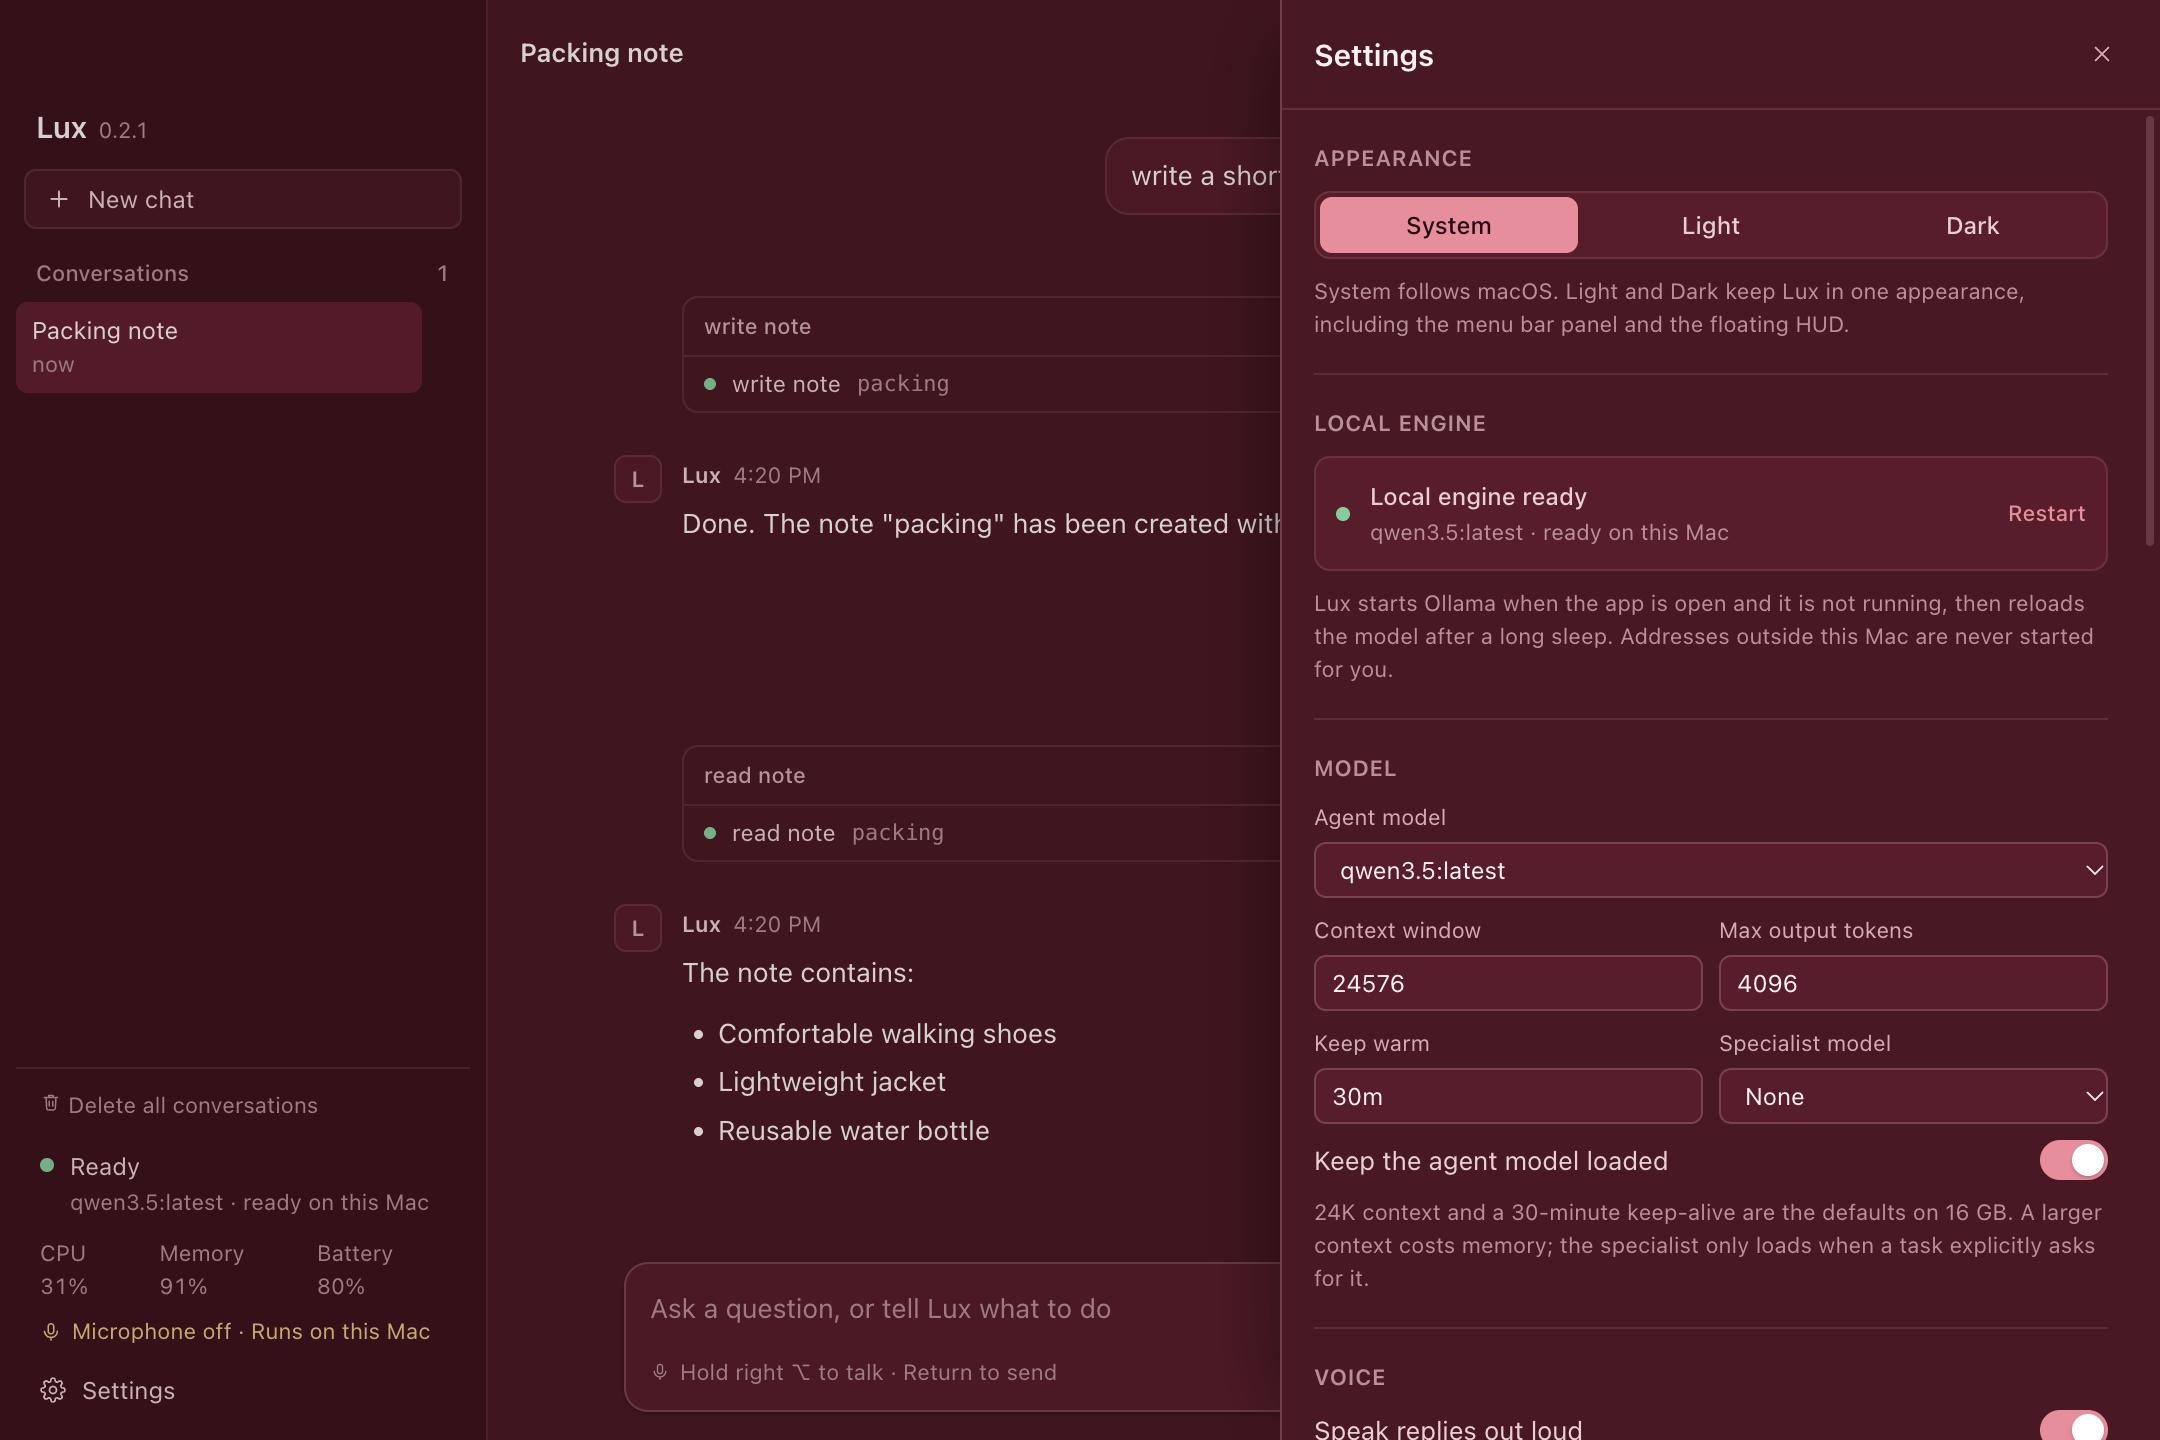 Lux 0.2.1
New chat
Conversations 1
Packing note
now
Delete all conversations
Ready
qwen3.5:latest · ready on this Mac
CPU Memory Battery
31% 91% 80%
Microphone off · Runs on this Mac
Settings
Packing note
write a shor
write note
write note packing
L Lux 4:20 PM
Done. The note "packing" has been created with
read note
read note packing
L Lux 4:20 PM
The note contains:
• Comfortable walking shoes
• Lightweight jacket
• Reusable water bottle
Ask a question, or tell Lux what to do
Hold right ⌥ to talk · Return to send
Settings
APPEARANCE
System Light Dark
System follows macOS. Light and Dark keep Lux in one appearance,
including the menu bar panel and the floating HUD.
LOCAL ENGINE
Local engine ready
qwen3.5:latest · ready on this Mac
Restart
Lux starts Ollama when the app is open and it is not running, then reloads
the model after a long sleep. Addresses outside this Mac are never started
for you.
MODEL
Agent model
qwen3.5:latest
Context window Max output tokens
24576 4096
Keep warm Specialist model
30m None
Keep the agent model loaded
24K context and a 30-minute keep-alive are the defaults on 16 GB. A larger
context costs memory; the specialist only loads when a task explicitly asks
for it.
VOICE
Speak replies out loud